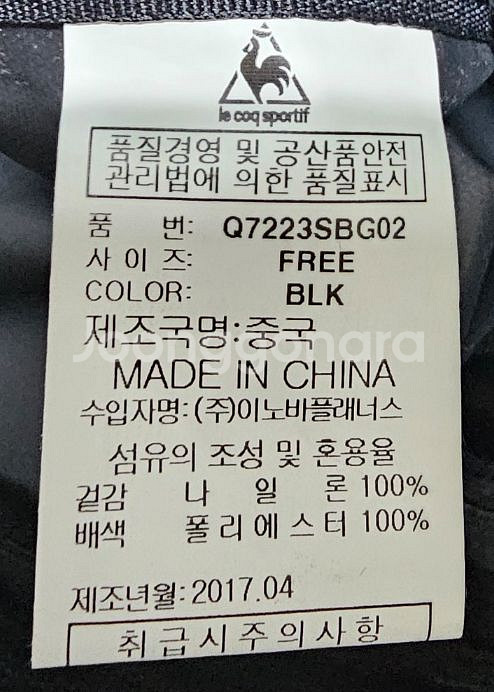 le coq sportif
품질경영 및 공산품안전
관리법에 의한 품질표시
품 번: Q7223SBG02
사 이 즈: FREE
COLOR: BLK
제조국명:중국
joonggonara
MADE IN CHINA
수입자명:(주)이노바플래너스
섬유의 조성 및 혼용율
겉감 나 일 론 100%
배색 폴 리 에 스 터 100%
제조년월:2017.04
취 급 시 주 의 사 항